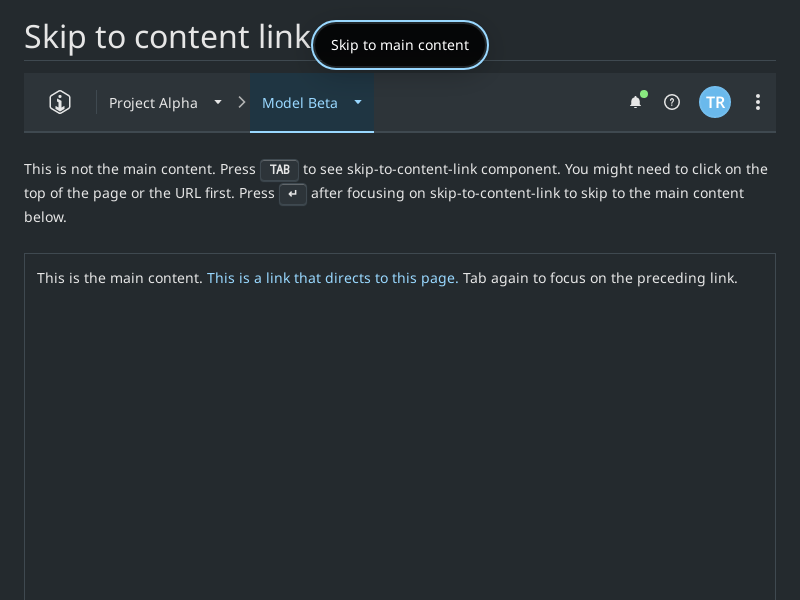 Skip to content link
Skip to main content
Project Alpha
Model Beta
TR
This is not the main content. Press TAB to see skip-to-content-link component. You might need to click on the
top of the page or the URL first. Press ↵ after focusing on skip-to-content-link to skip to the main content
below.
This is the main content. This is a link that directs to this page. Tab again to focus on the preceding link.